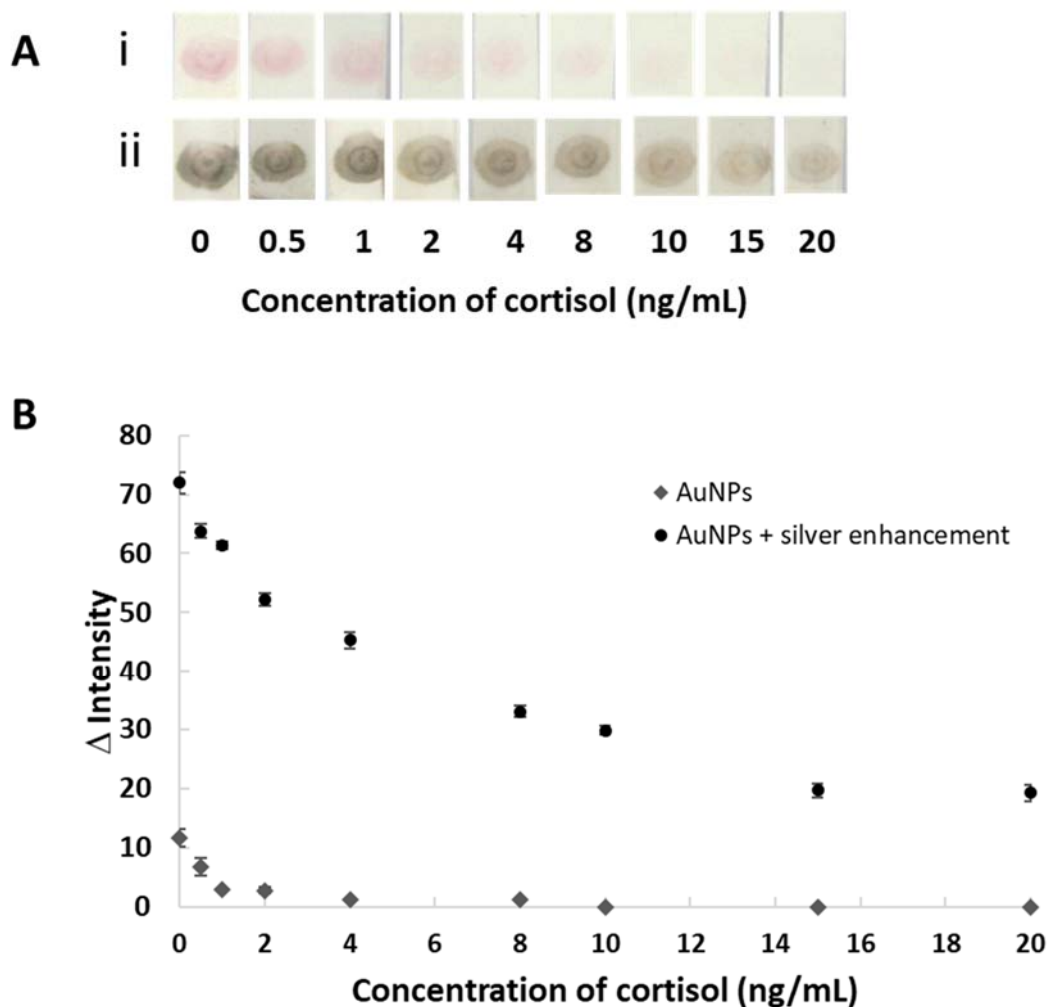 A
i
ii
0 0.5 1 2 4 8 10 15 20
Concentration of cortisol (ng/mL)
B
80
70
60
50
40
30
20
10
0
Δ Intensity
AuNPs
AuNPs + silver enhancement
0 2 4 6 8 10 12 14 16 18 20
Concentration of cortisol (ng/mL)